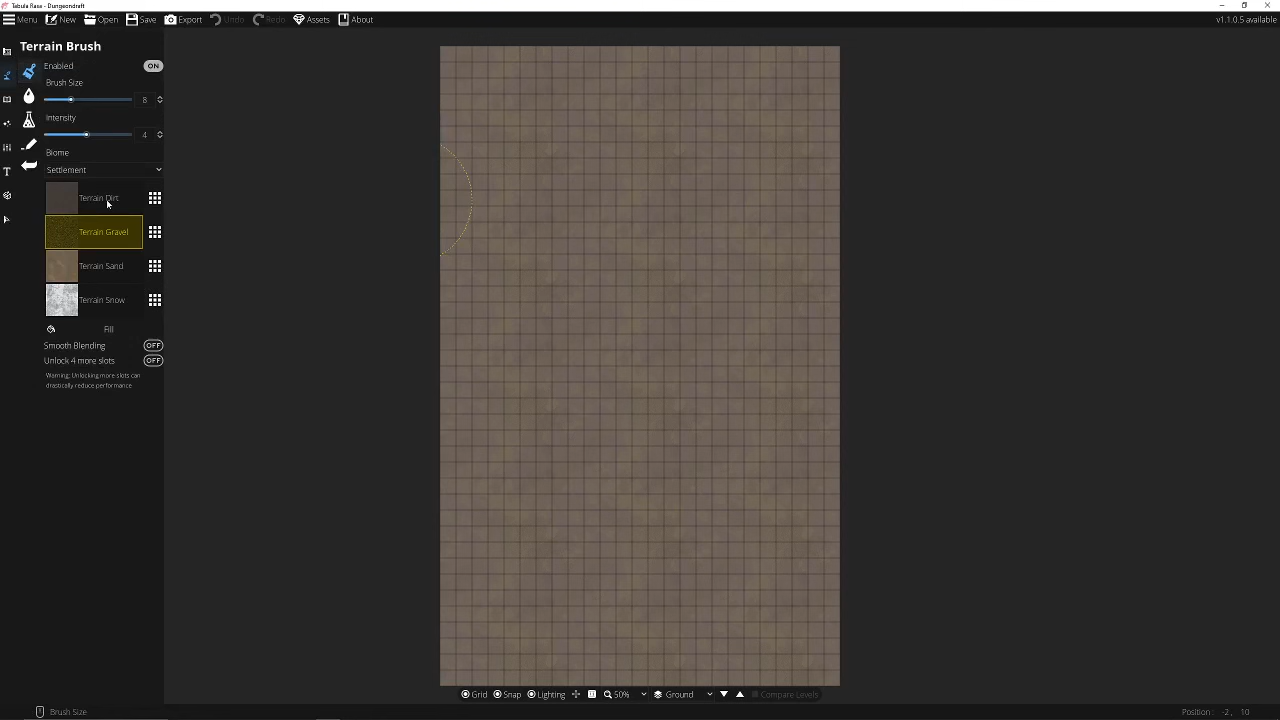 Tabula Rasa - Dungeondraft
Menu New Open Save Export Undo Redo Assets About v1.1.0.5 available
Terrain Brush
Enabled ON
Brush Size
8
Intensity
4
Biome
Settlement
Terrain Dirt
Terrain Gravel
Terrain Sand
Terrain Snow
Fill
Smooth Blending OFF
Unlock 4 more slots OFF
Warning: Unlocking more slots can
drastically reduce performance.
Grid Snap Lighting 50% Ground Compare Levels
Brush Size Position : -2 , 10